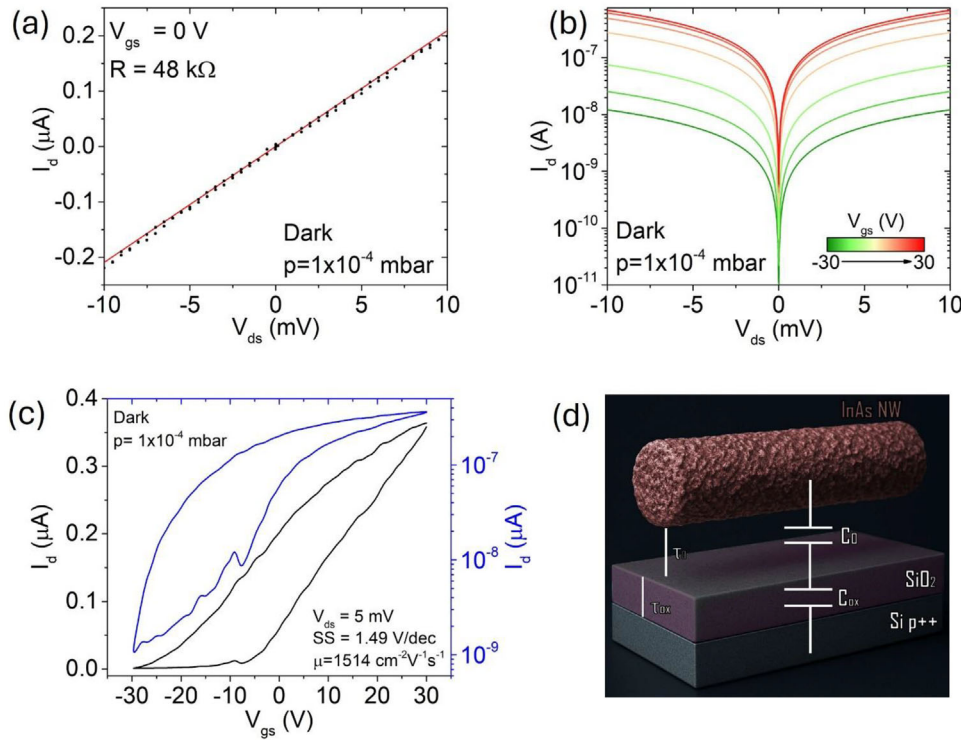 (a)
V_gs = 0 V
R = 48 kΩ
0.2
0.1
0.0
-0.1
-0.2
I_d (μA)
Dark
p=1x10⁻⁴ mbar
-10 -5 0 5 10
V_ds (mV)
(b)
10⁻⁷
10⁻⁸
10⁻⁹
10⁻¹⁰
10⁻¹¹
I_d (A)
Dark
p=1x10⁻⁴ mbar
V_gs (V)
-30 30
-10 -5 0 5 10
V_ds (mV)
(c)
0.4
0.3
0.2
0.1
0.0
I_d (μA)
Dark
p= 1x10⁻⁴ mbar
10⁻⁷
10⁻⁸
10⁻⁹
I_d (μA)
V_ds = 5 mV
SS = 1.49 V/dec
μ=1514 cm⁻²V⁻¹s⁻¹
-30 -20 -10 0 10 20 30
V_gs (V)
(d)
InAs NW
C₀
τ₀
C_ox
τ_ox
SiO₂
Si p++